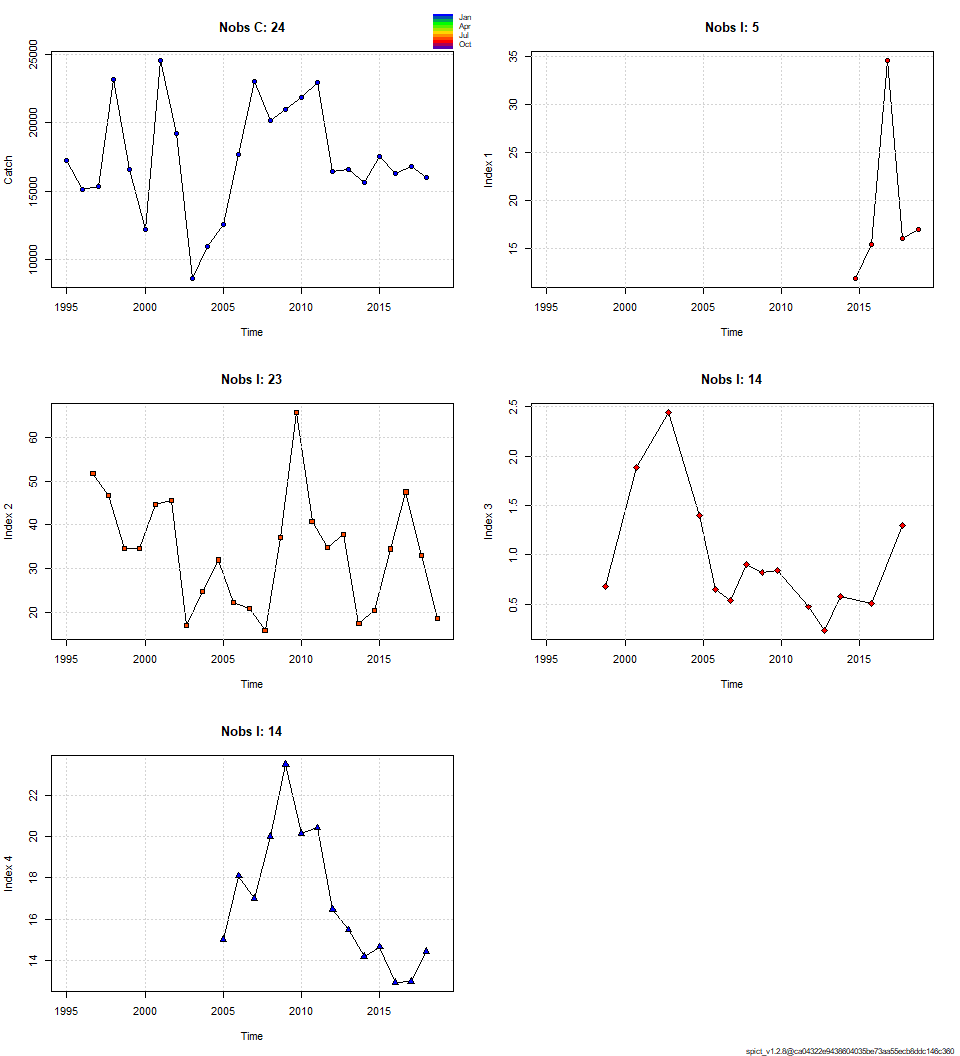 Nobs C: 24
Jan
Apr
Jul
Oct
Catch
25000
20000
15000
10000
1995 2000 2005 2010 2015
Time
Nobs I: 5
Index 1
35
30
25
20
15
1995 2000 2005 2010 2015
Time
Nobs I: 23
Index 2
60
50
40
30
20
1995 2000 2005 2010 2015
Time
Nobs I: 14
Index 3
2.5
2.0
1.5
1.0
0.5
1995 2000 2005 2010 2015
Time
Nobs I: 14
Index 4
22
20
18
16
14
1995 2000 2005 2010 2015
Time
spict_v1.2.8@ca04322e9438604035be73aa55ecb8ddc146c360